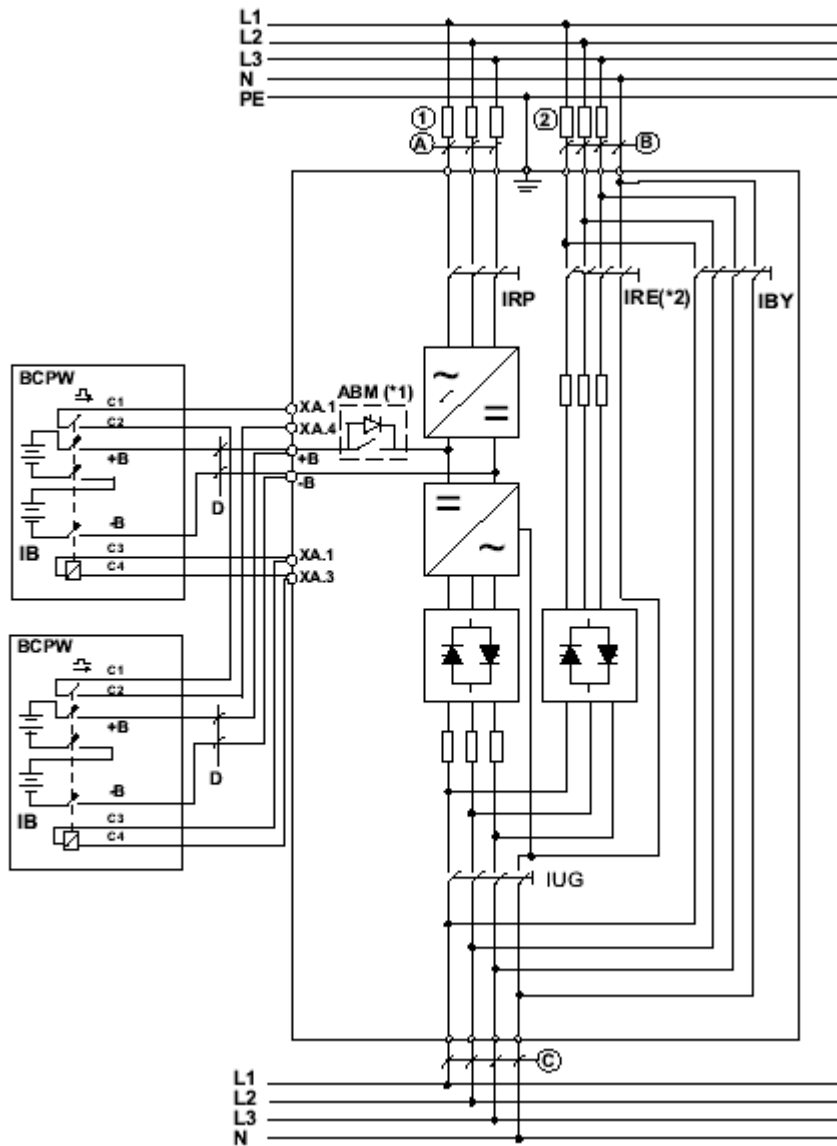 L1
L2
L3
N
PE
1
2
A
B
IRP
IRE(*2)
IBY
BCPW
C1
C2
+B
-B
IB
C3
C4
D
XA.1
XA.4
+B
-B
XA.1
XA.3
ABM (*1)
BCPW
C1
C2
+B
-B
IB
C3
C4
D
IUG
C
L1
L2
L3
N